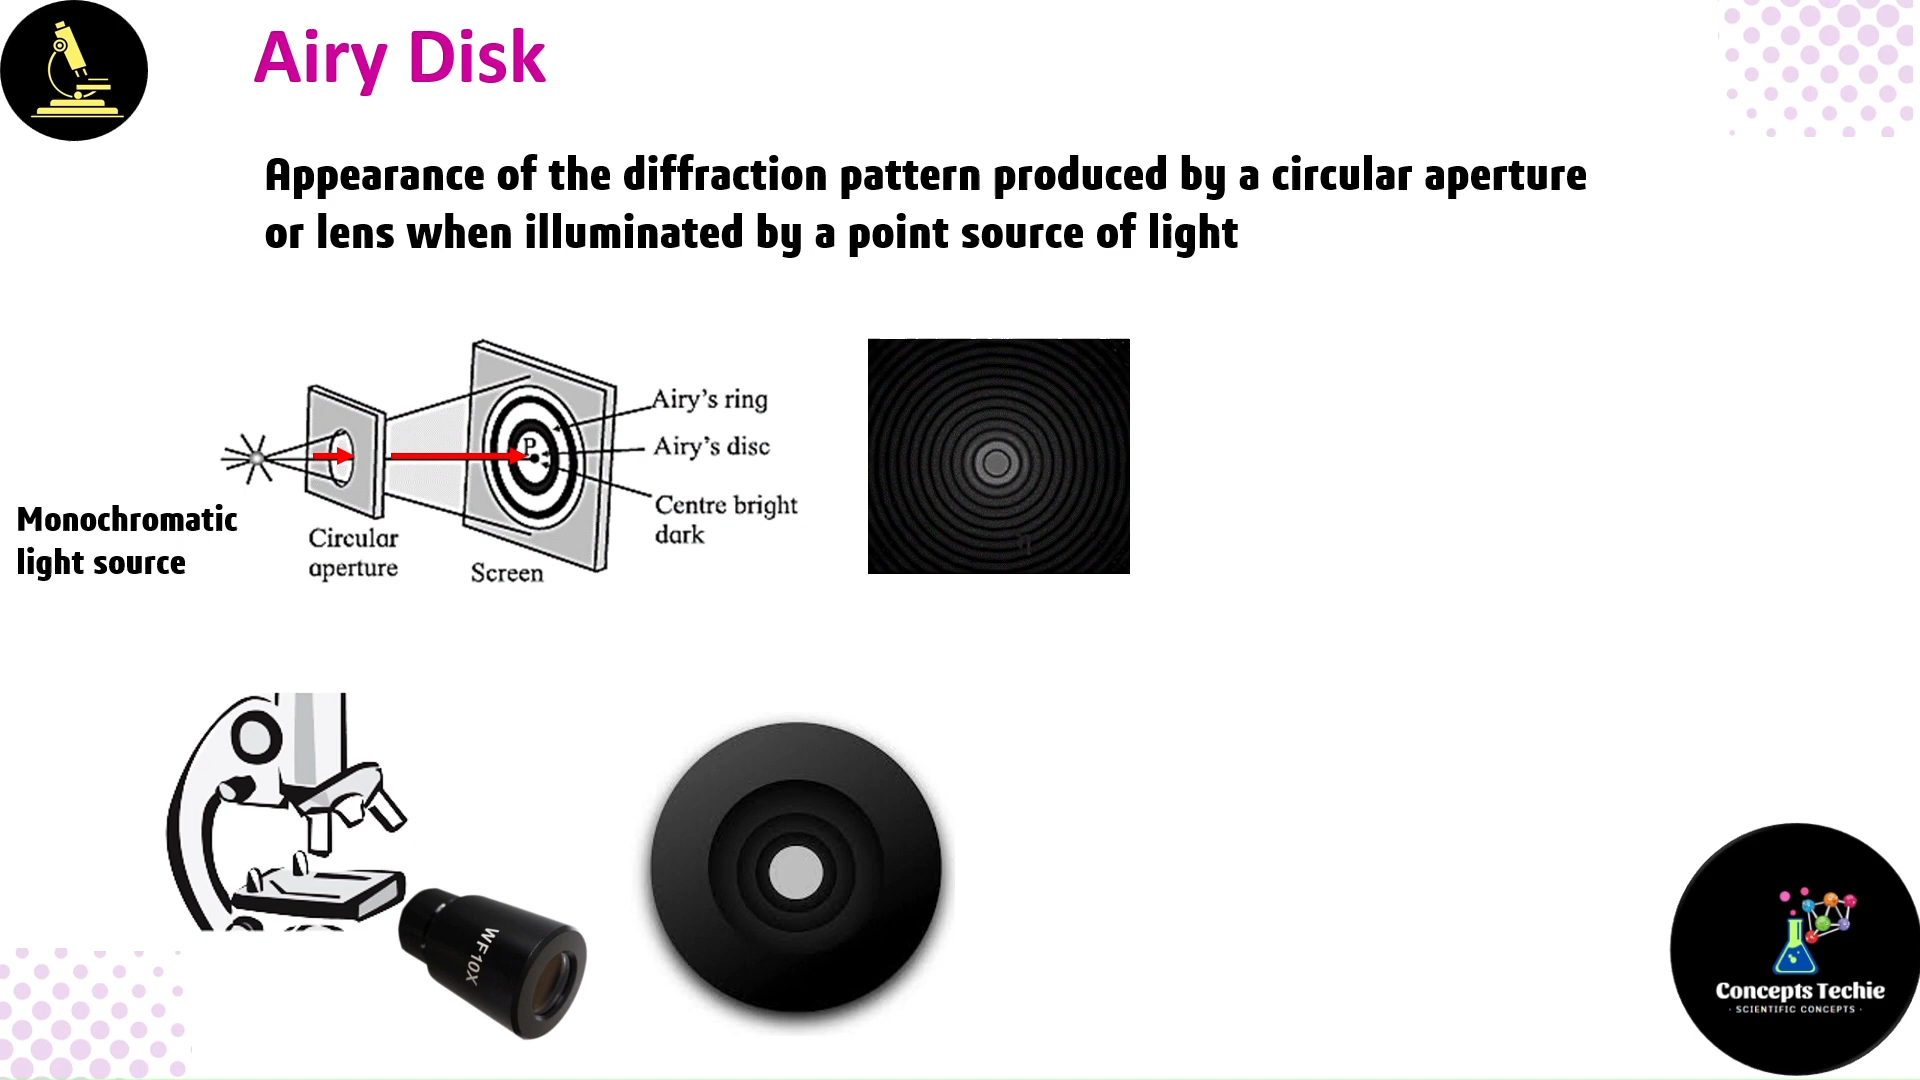 Airy Disk
Appearance of the diffraction pattern produced by a circular aperture
or lens when illuminated by a point source of light
Airy's ring
P
Airy's disc
Centre bright
dark
Monochromatic
light source
Circular
aperture
Screen
WF10X
Concepts Techie
· SCIENTIFIC CONCEPTS ·